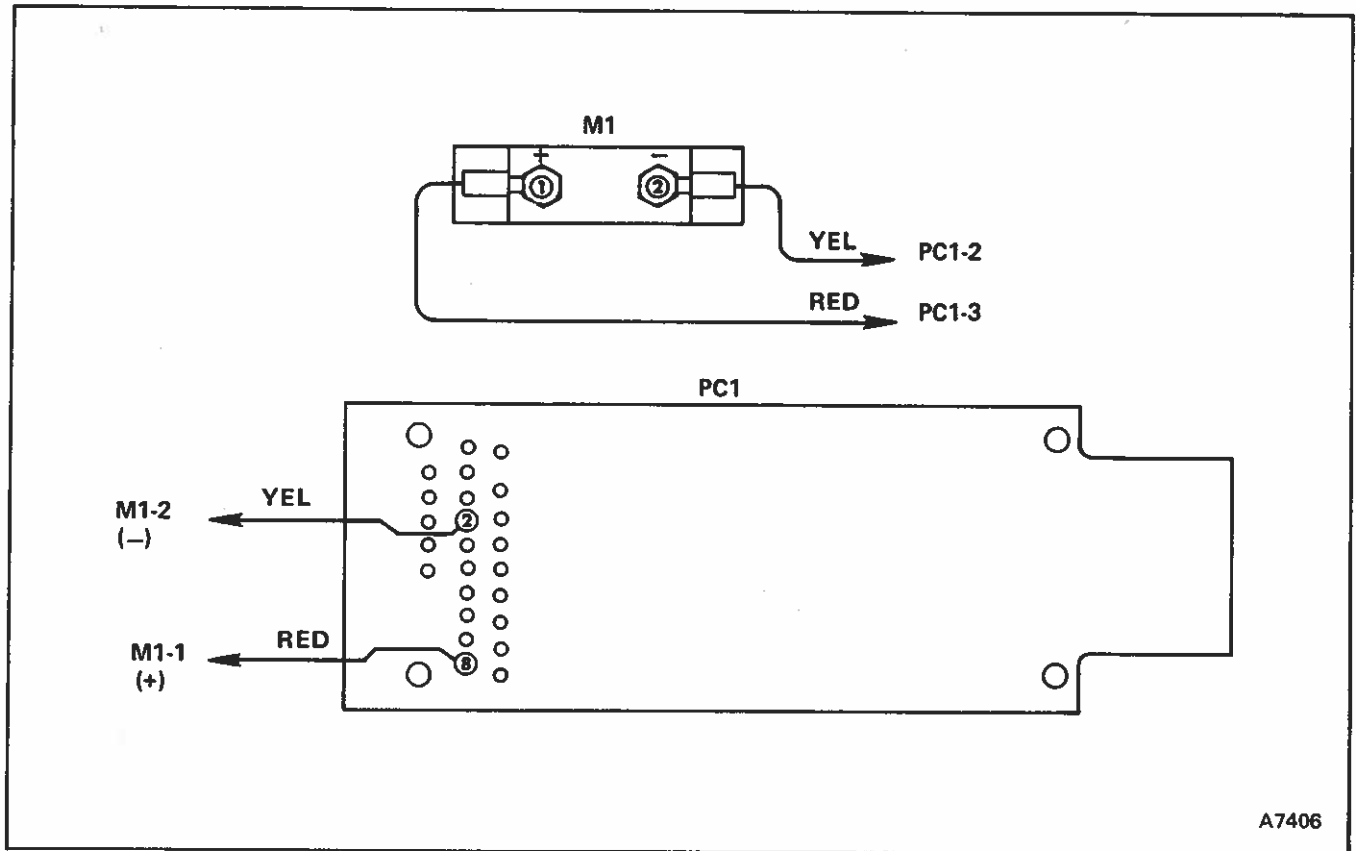 M1
+ −
1 2
YEL PC1-2
RED PC1-3
PC1
YEL
M1-2
(−)
2
RED
M1-1
(+)
8
A7406